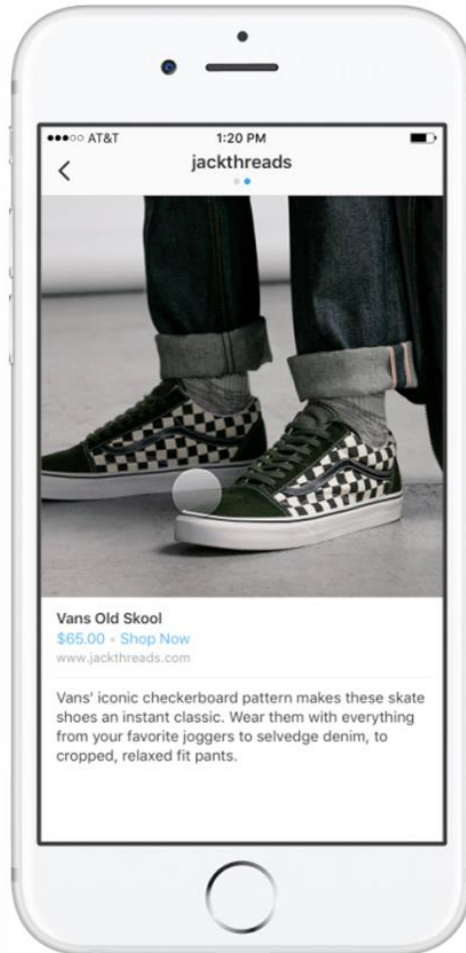 AT&T 1:20 PM
jackthreads
Vans Old Skool
$65.00 • Shop Now
www.jackthreads.com
Vans' iconic checkerboard pattern makes these skate
shoes an instant classic. Wear them with everything
from your favorite joggers to selvedge denim, to
cropped, relaxed fit pants.